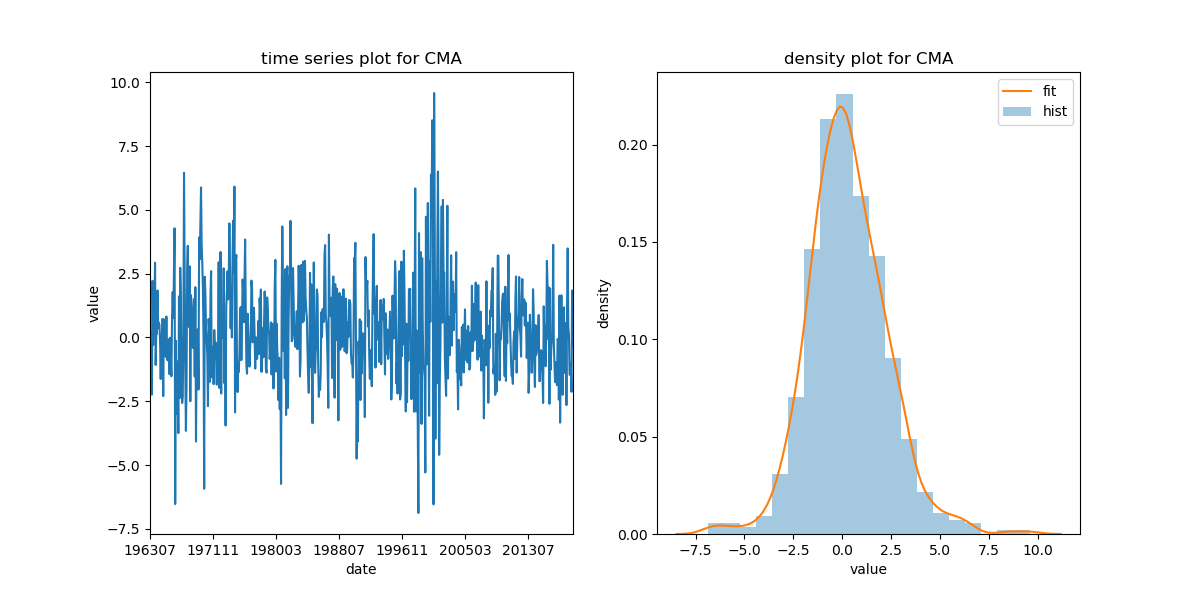 time series plot for CMA
10.0
7.5
5.0
2.5
0.0
−2.5
−5.0
−7.5
value
196307 197111 198003 198807 199611 200503 201307
date
density plot for CMA
fit
hist
0.20
0.15
0.10
0.05
0.00
density
−7.5 −5.0 −2.5 0.0 2.5 5.0 7.5 10.0
value